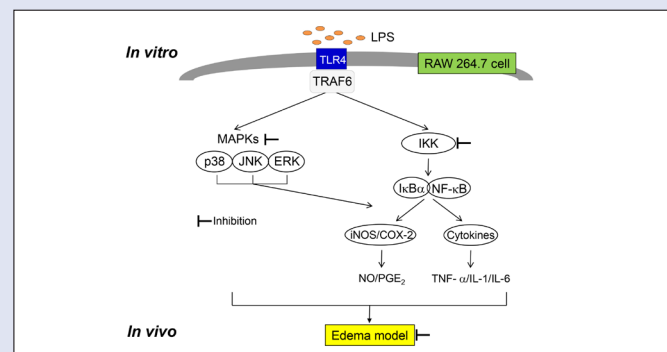 LPS
In vitro
TLR4
RAW 264.7 cell
TRAF6
MAPKs
IKK
p38 JNK ERK
IκBα NF-κB
Inhibition
iNOS/COX-2
Cytokines
NO/PGE₂
TNF- α/IL-1/IL-6
In vivo
Edema model